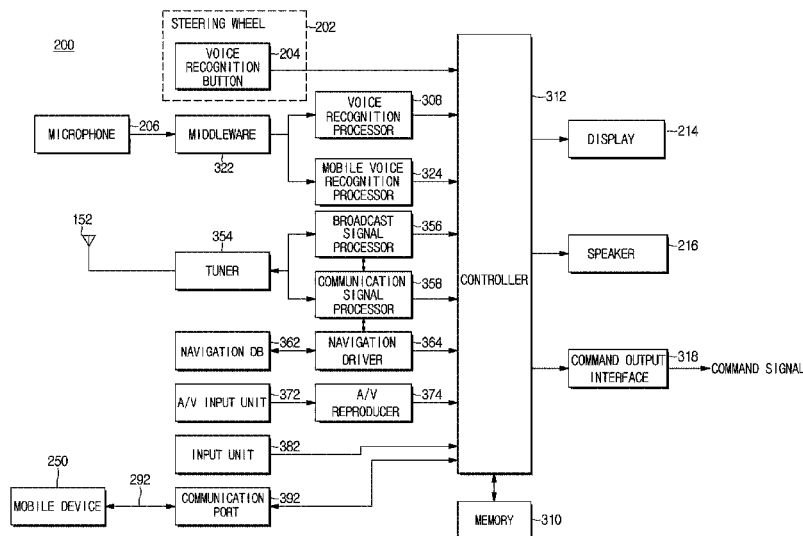 200
STEERING WHEEL
202
VOICE
RECOGNITION
BUTTON
204
MICROPHONE
206
MIDDLEWARE
322
VOICE
RECOGNITION
PROCESSOR
308
MOBILE VOICE
RECOGNITION
PROCESSOR
324
152
TUNER
354
BROADCAST
SIGNAL
PROCESSOR
356
COMMUNICATION
SIGNAL
PROCESSOR
358
NAVIGATION DB
362
NAVIGATION
DRIVER
364
A/V INPUT UNIT
372
A/V
REPRODUCER
374
INPUT UNIT
382
MOBILE DEVICE
250
292
COMMUNICATION
PORT
392
CONTROLLER
312
DISPLAY
214
SPEAKER
216
COMMAND OUTPUT
INTERFACE
318
COMMAND SIGNAL
MEMORY
310